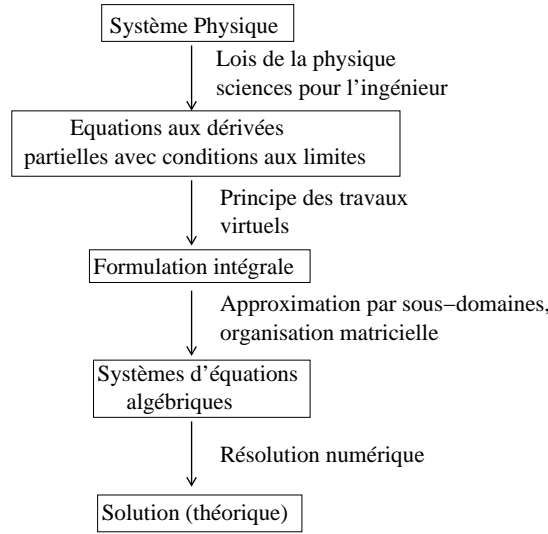 Système Physique
Lois de la physique
sciences pour l'ingénieur
Equations aux dérivées
partielles avec conditions aux limites
Principe des travaux
virtuels
Formulation intégrale
Approximation par sous−domaines,
organisation matricielle
Systèmes d'équations
algébriques
Résolution numérique
Solution (théorique)